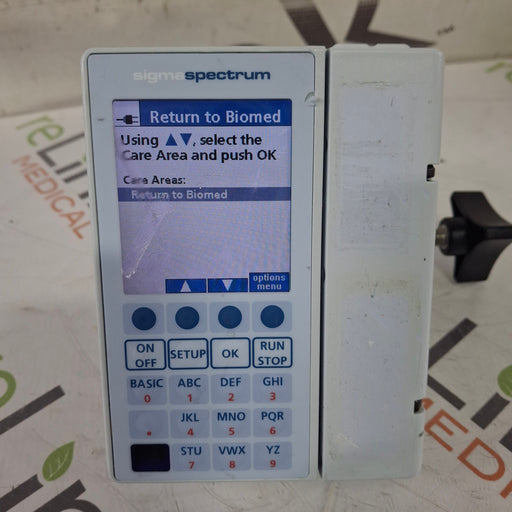 sigmaspectrum
Return to Biomed
Using ▲▼, select the
Care Area and push OK
Care Areas:
Return to Biomed
▲ ▼ options
menu
ON
OFF
SETUP
OK
RUN
STOP
BASIC ABC DEF GHI
0 1 2 3
JKL MNO PQR
. 4 5 6
STU VWX YZ
7 8 9
reLink
MEDICAL